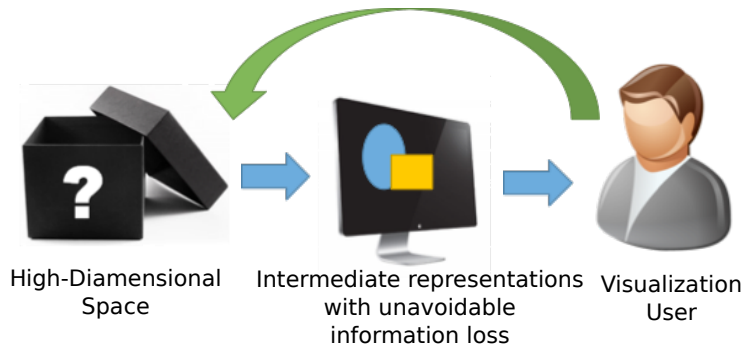 ?
High-Diamensional
Space
Intermediate representations
with unavoidable
information loss
Visualization
User